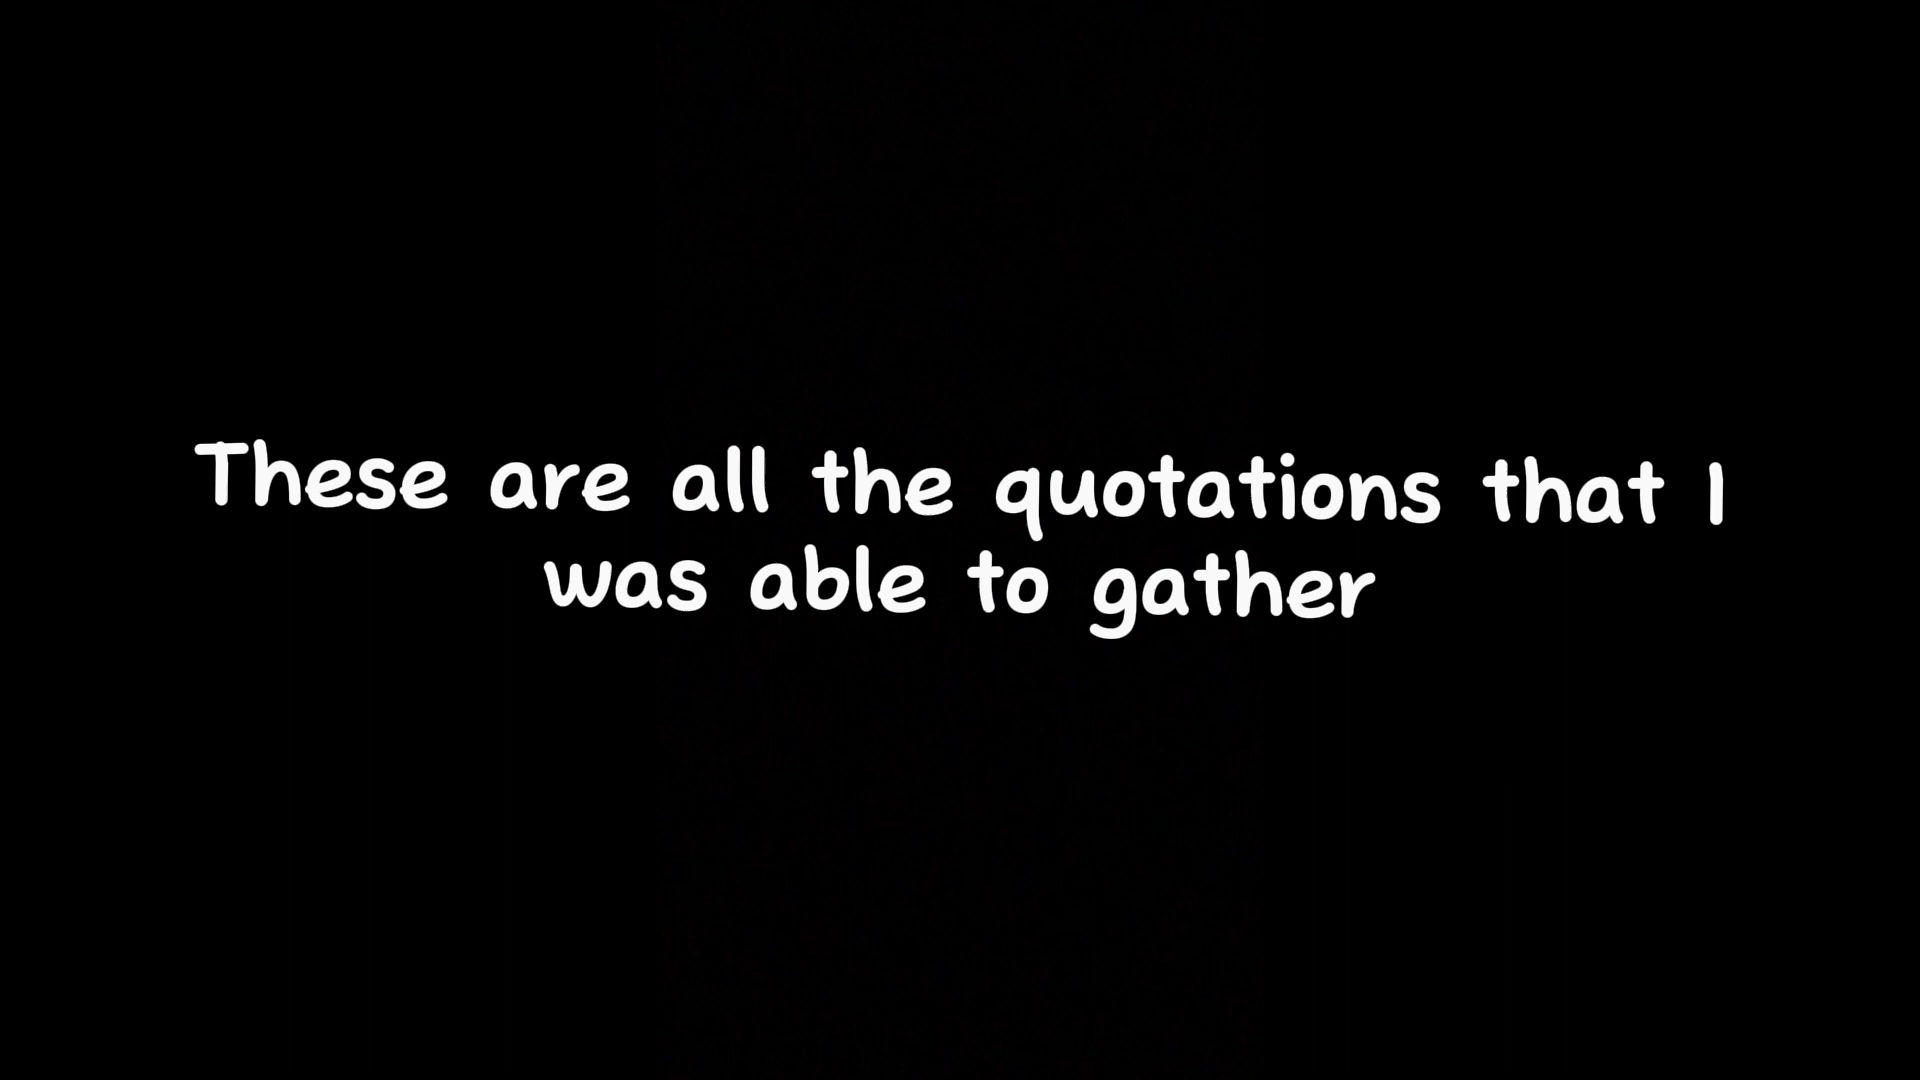 These are all the quotations that I
was able to gather